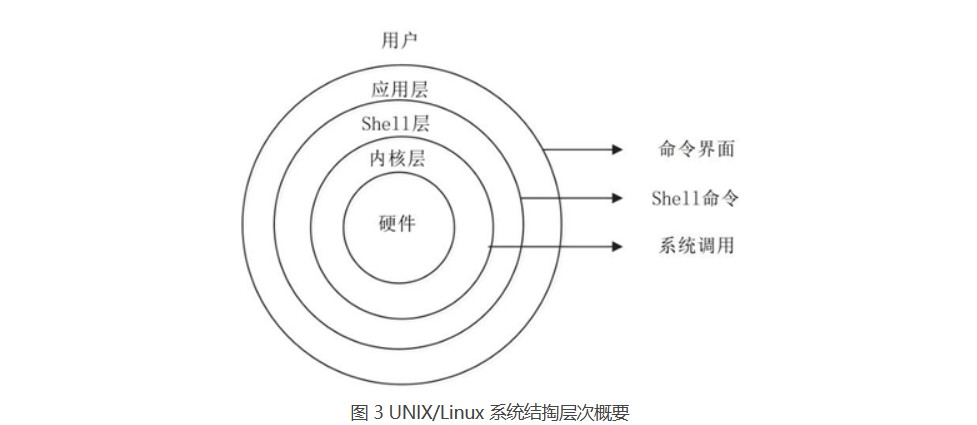 用户
应用层
Shell层
内核层
硬件
命令界面
Shell命令
系统调用
图 3 UNIX/Linux 系统结掏层次概要